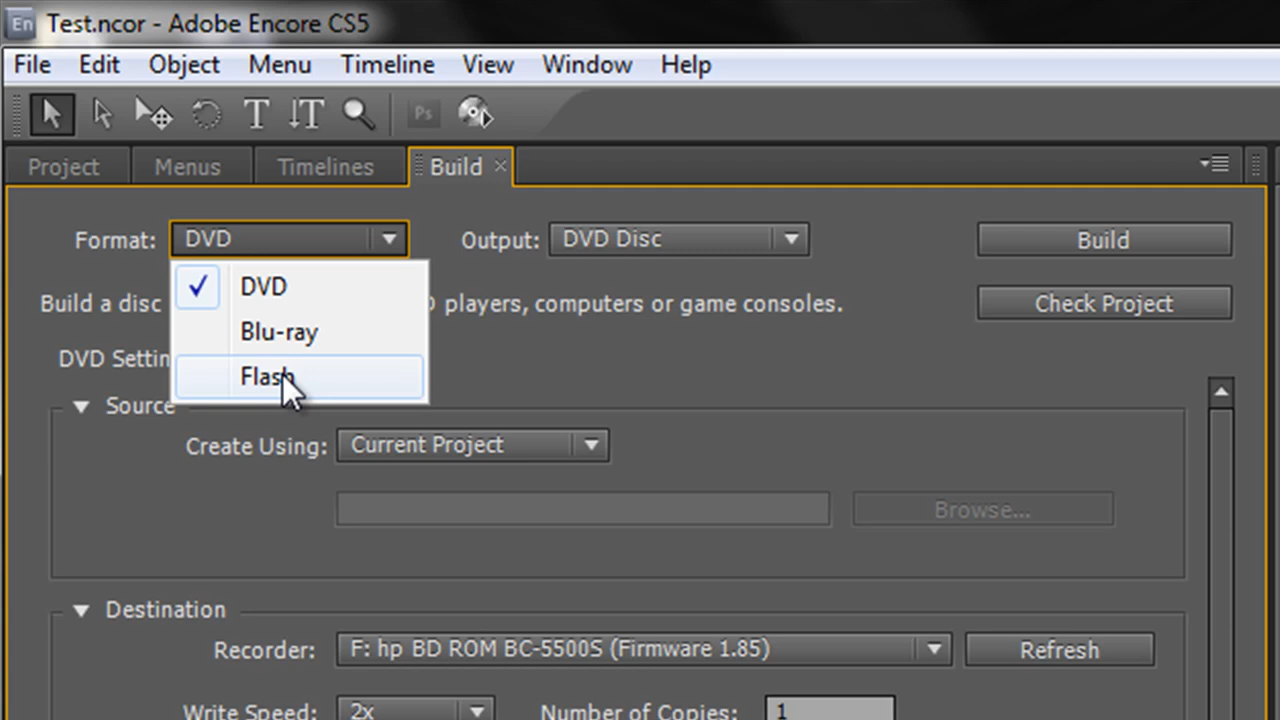 En Test.ncor - Adobe Encore CS5
File Edit Object Menu Timeline View Window Help
T T Ps
Project Menus Timelines Build
Format: DVD Output: DVD Disc Build
DVD
Build a disc players, computers or game consoles. Check Project
Blu-ray
DVD Settin
Flash
Source
Create Using: Current Project
Browse...
Destination
Recorder: F: hp BD ROM BC-5500S (Firmware 1.85) Refresh
Write Speed: 2x Number of Copies: 1